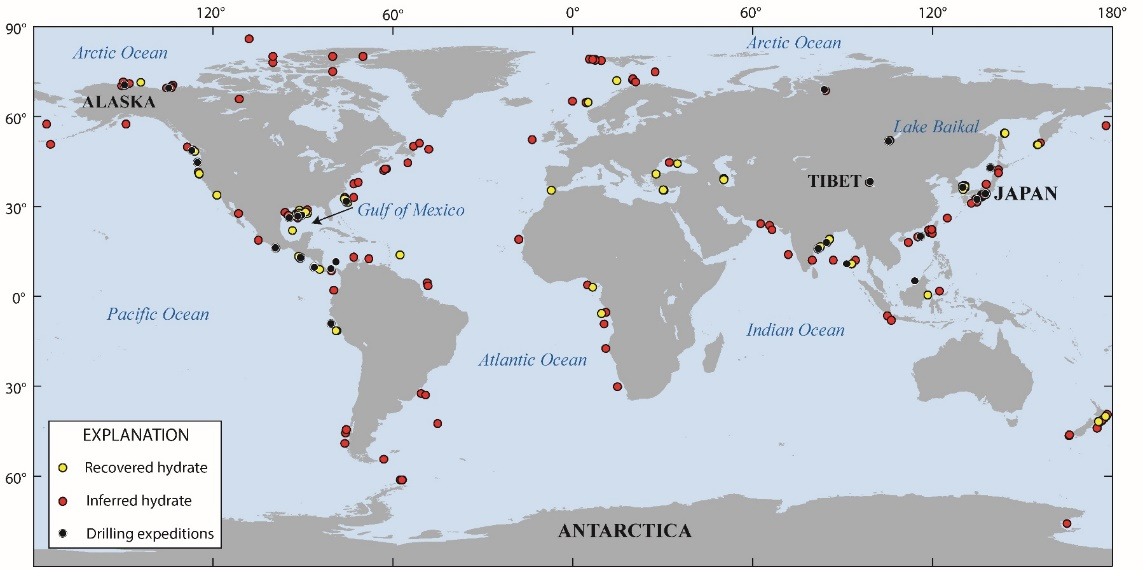 120° 60° 0° 60° 120° 180°
90°
Arctic Ocean
Arctic Ocean
ALASKA
60°
Lake Baikal
TIBET
JAPAN
30°
Gulf of Mexico
0°
Pacific Ocean
Indian Ocean
Atlantic Ocean
30°
EXPLANATION
Recovered hydrate
60°
Inferred hydrate
Drilling expeditions
ANTARCTICA